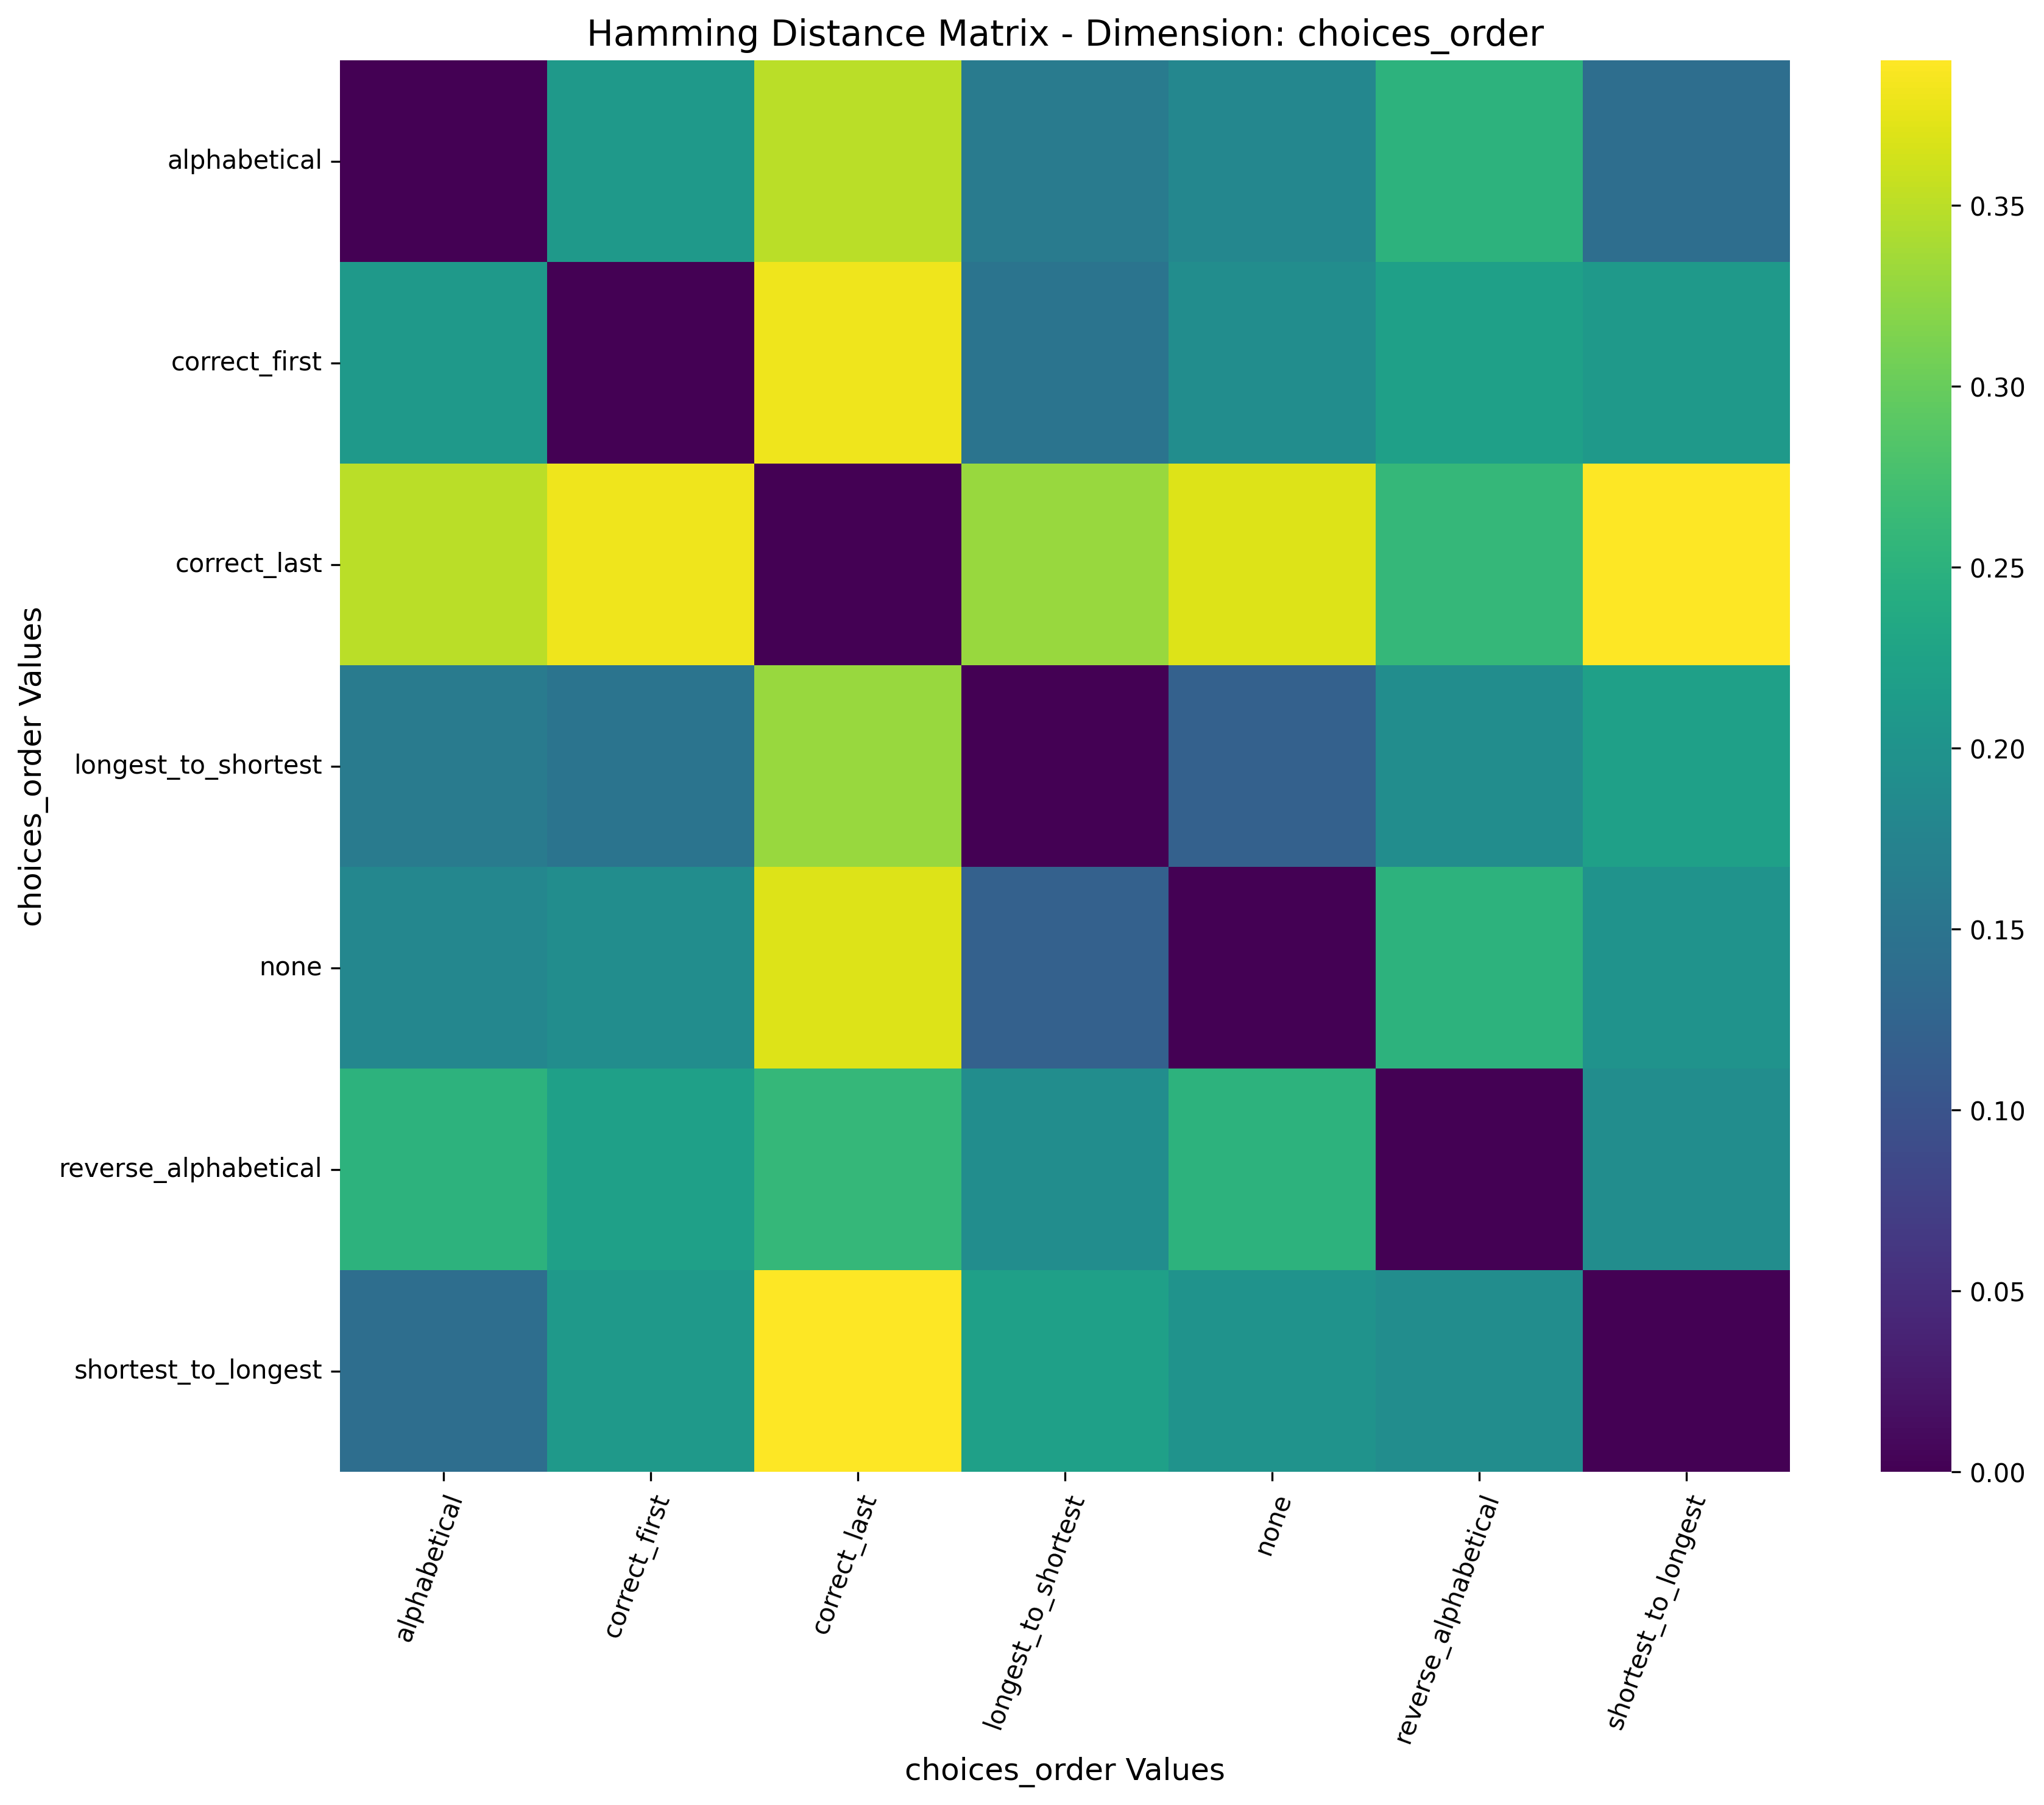 Hamming Distance Matrix - Dimension: choices_order
choices_order Values
alphabetical
correct_first
correct_last
longest_to_shortest
none
reverse_alphabetical
shortest_to_longest
alphabetical
correct_first
correct_last
longest_to_shortest
none
reverse_alphabetical
shortest_to_longest
choices_order Values
0.35
0.30
0.25
0.20
0.15
0.10
0.05
0.00